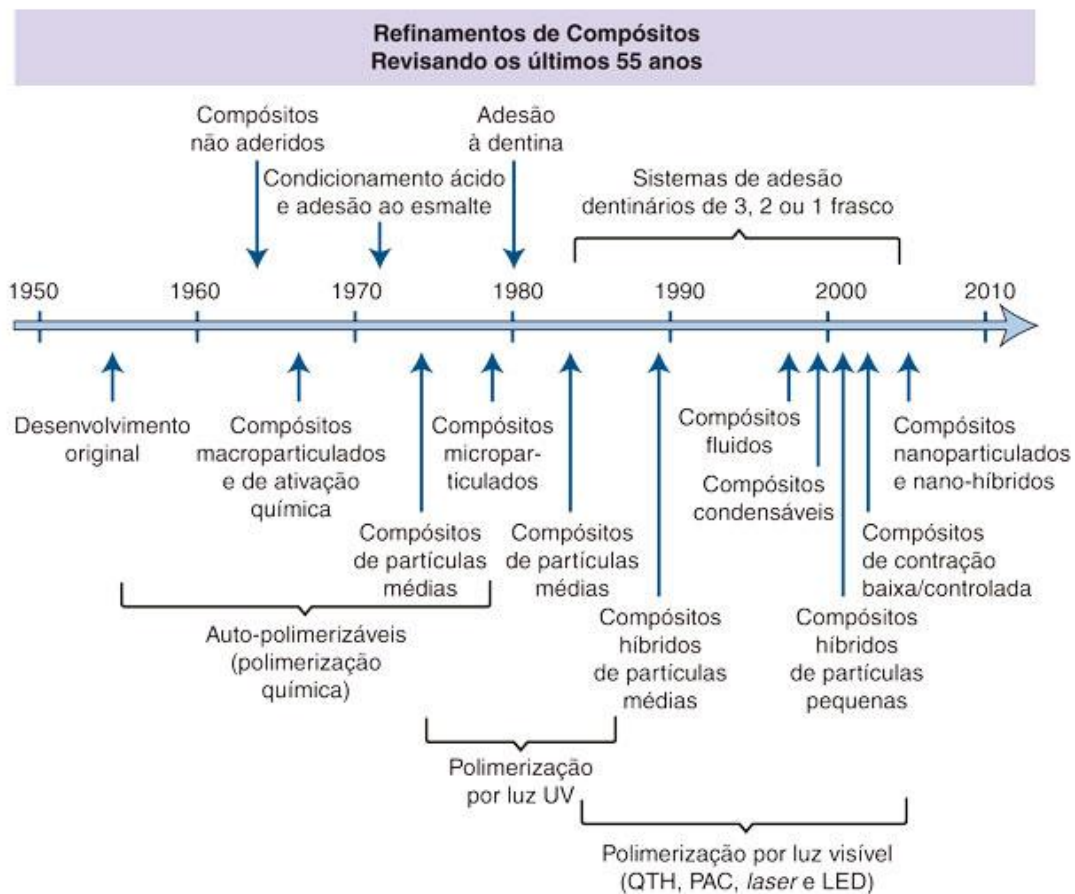 Refinamentos de Compósitos
Revisando os últimos 55 anos
Compósitos
não aderidos
Adesão
à dentina
Condicionamento ácido
e adesão ao esmalte
Sistemas de adesão
dentinários de 3, 2 ou 1 frasco
1950 1960 1970 1980 1990 2000 2010
Desenvolvimento
original
Compósitos
macroparticulados
e de ativação
química
Compósitos
de partículas
médias
Compósitos
micropar-
ticulados
Compósitos
de partículas
médias
Compósitos
híbridos
de partículas
médias
Compósitos
fluidos
Compósitos
condensáveis
Compósitos
híbridos
de partículas
pequenas
Compósitos
de contração
baixa/controlada
Compósitos
nanoparticulados
e nano-híbridos
Auto-polimerizáveis
(polimerização
química)
Polimerização
por luz UV
Polimerização por luz visível
(QTH, PAC, laser e LED)